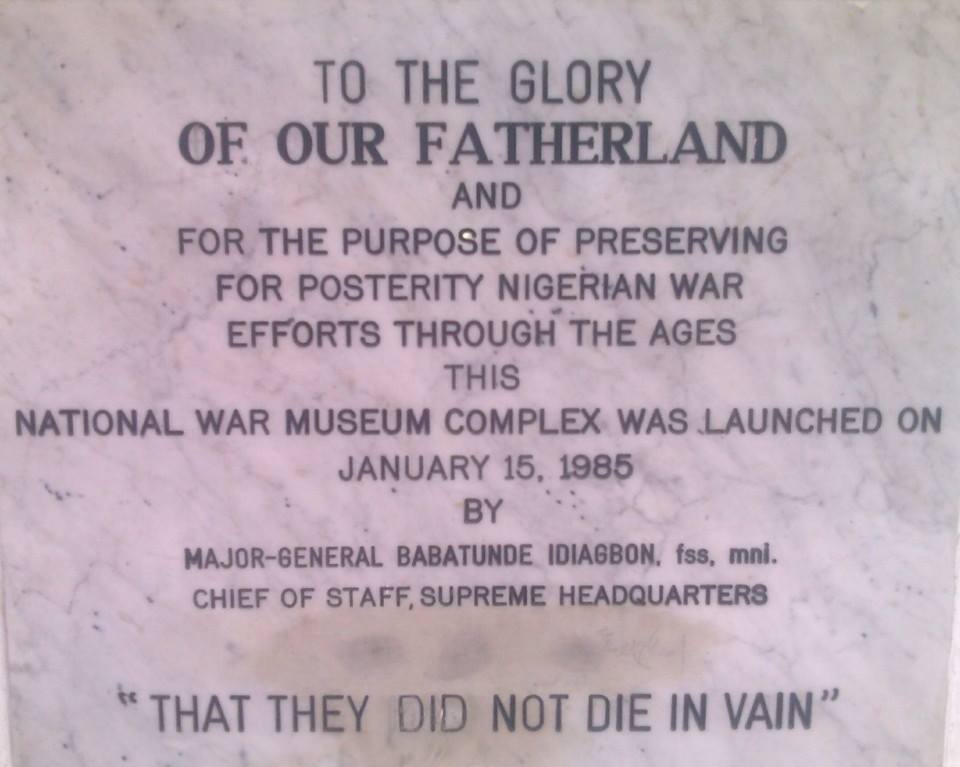 TO THE GLORY
OF OUR FATHERLAND
AND
FOR THE PURPOSE OF PRESERVING
FOR POSTERITY NIGERIAN WAR
EFFORTS THROUGH THE AGES
THIS
NATIONAL WAR MUSEUM COMPLEX WAS LAUNCHED ON
JANUARY 15, 1985
BY
MAJOR-GENERAL BABATUNDE IDIAGBON, fss, mni.
CHIEF OF STAFF, SUPREME HEADQUARTERS
“THAT THEY DID NOT DIE IN VAIN”